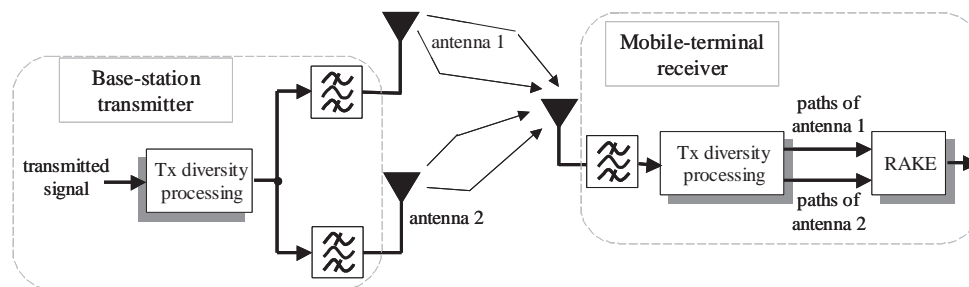 antenna 1
Mobile-terminal
receiver
Base-station
transmitter
paths of
antenna 1
transmitted
signal
Tx diversity
processing
Tx diversity
processing
RAKE
antenna 2
paths of
antenna 2